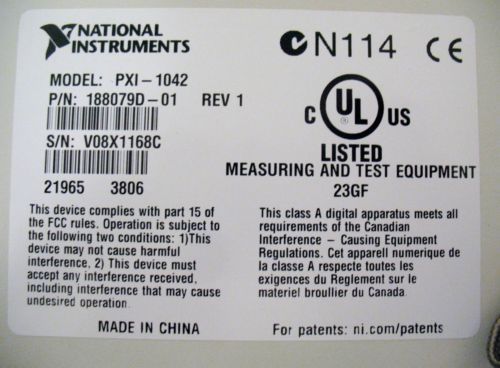 NATIONAL
INSTRUMENTS
N114 CE
MODEL: PXI-1042
P/N: 188079D-01 REV 1
S/N: V08X1168C
21965 3806
C UL US
LISTED
MEASURING AND TEST EQUIPMENT
23GF
This device complies with part 15 of
the FCC rules. Operation is subject to
the following two conditions: 1)This
device may not cause harmful
interference. 2) This device must
accept any interference received,
including interference that may cause
undesired operation.
This class A digital apparatus meets all
requirements of the Canadian
Interference - Causing Equipment
Regulations. Cet appareil numerique de
la classe A respecte toutes les
exigences du Reglement sur le
materiel broullier du Canada.
MADE IN CHINA
For patents: ni.com/patents